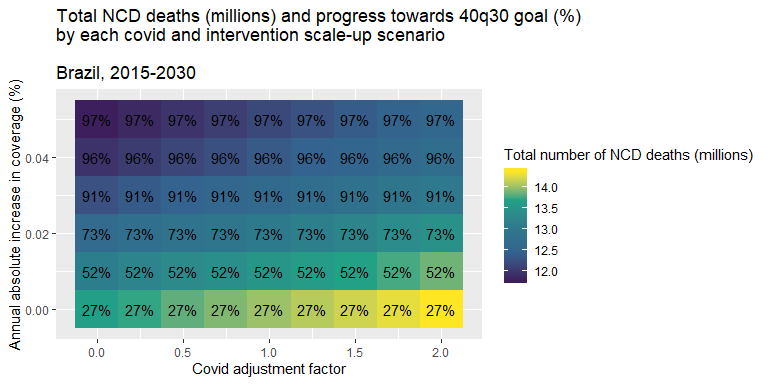 Total NCD deaths (millions) and progress towards 40q30 goal (%)
by each covid and intervention scale-up scenario
Brazil, 2015-2030
Annual absolute increase in coverage (%)
97% 97% 97% 97% 97% 97% 97% 97% 97%
0.04
96% 96% 96% 96% 96% 96% 96% 96% 96%
91% 91% 91% 91% 91% 91% 91% 91% 91%
0.02
73% 73% 73% 73% 73% 73% 73% 73% 73%
52% 52% 52% 52% 52% 52% 52% 52% 52%
0.00
27% 27% 27% 27% 27% 27% 27% 27% 27%
0.0 0.5 1.0 1.5 2.0
Covid adjustment factor
Total number of NCD deaths (millions)
14.0
13.5
13.0
12.5
12.0